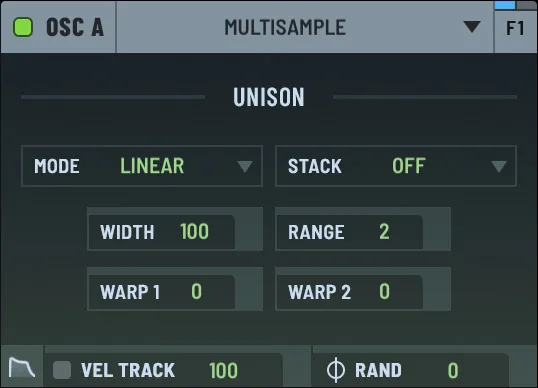 OSC A MULTISAMPLE F1
UNISON
MODE LINEAR STACK OFF
WIDTH 100 RANGE 2
WARP 1 0 WARP 2 0
VEL TRACK 100 RAND 0